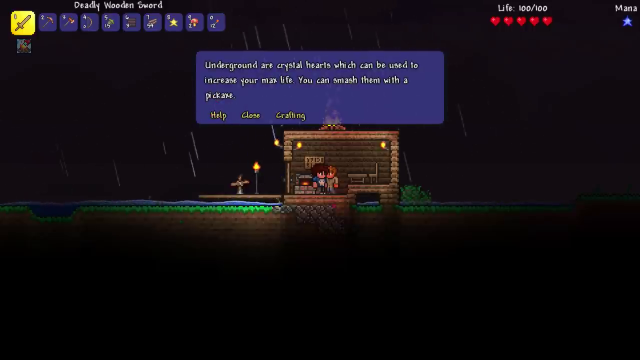 Deadly Wooden Sword
Life: 100/100
Mana
Underground are crystal hearts which can be used to
increase your max life. You can smash them with a
pickaxe.
Help Close Crafting